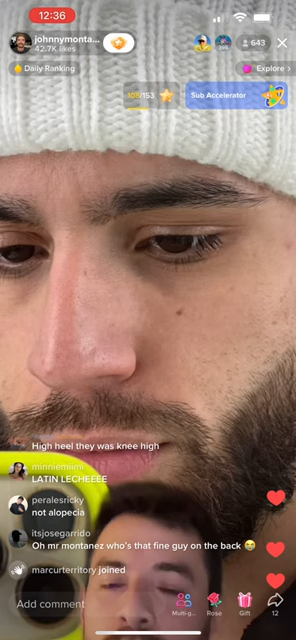 12:36
johnnymonta...
42.7K likes
643
Daily Ranking
Explore >
108/153
Sub Accelerator
High heel they was knee high
minniemiimi
LATIN LECHEEEE
peralesricky
not alopecia
itsjosegarrido
Oh mr montanez who's that fine guy on the back 😭
marcurterritory joined
Add comment
Multi-g...
Rose
Gift
12